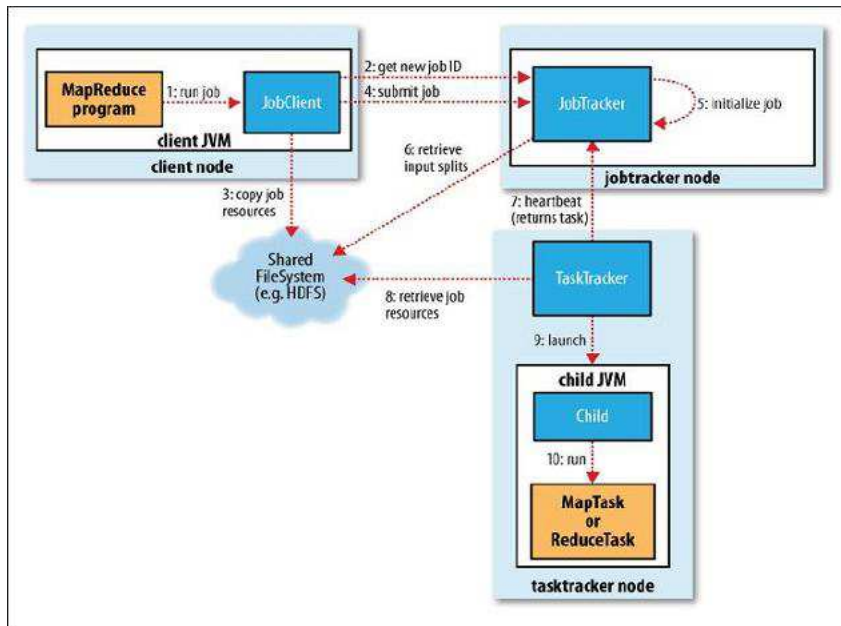 MapReduce
program
1: run job
JobClient
client JVM
client node
2: get new job ID
4: submit job
JobTracker
5: initialize job
jobtracker node
3: copy job
resources
6: retrieve
input splits
7: heartbeat
(returns task)
Shared
FileSystem
(e.g. HDFS)
8: retrieve job
resources
TaskTracker
9: launch
child JVM
Child
10: run
MapTask
or
ReduceTask
tasktracker node